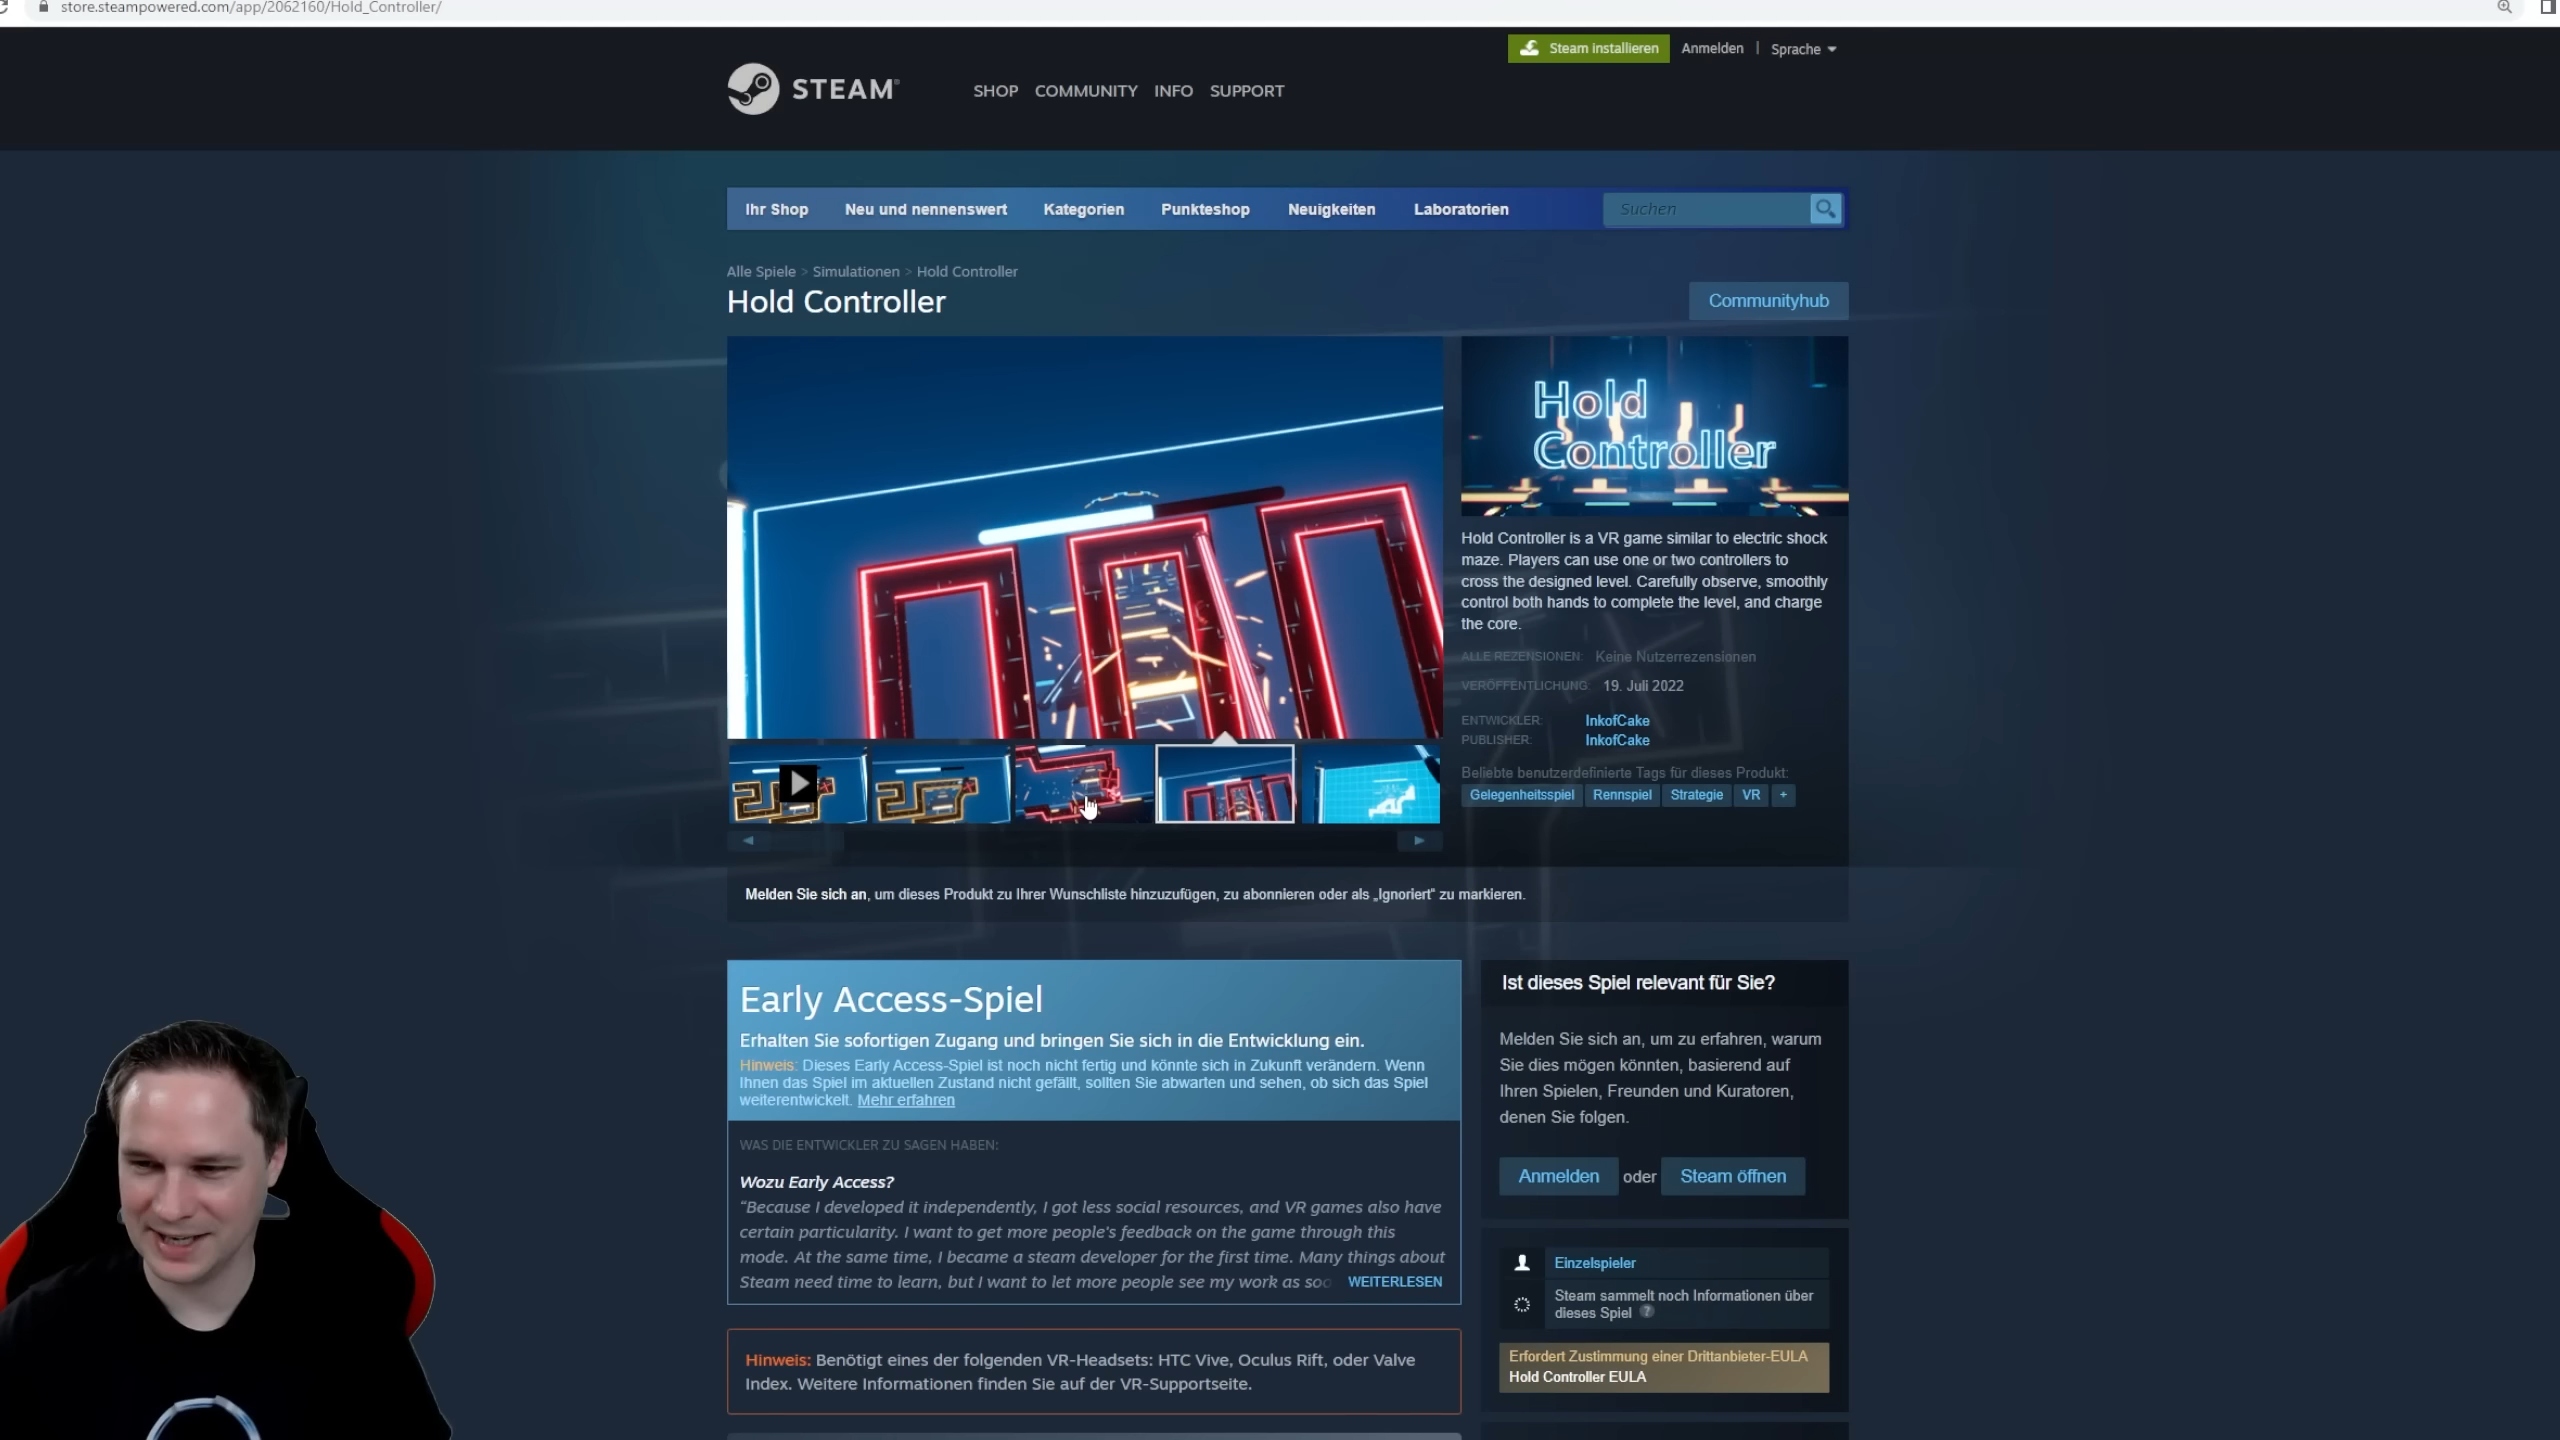 store.steampowered.com/app/2062160/Hold_Controller/
Steam installieren
Anmelden
|
Sprache
STEAM®
SHOP COMMUNITY INFO SUPPORT
Ihr Shop
Neu und nennenswert
Kategorien
Punkteshop
Neuigkeiten
Laboratorien
Suchen
Alle Spiele > Simulationen > Hold Controller
Hold Controller
Communityhub
Hold
Controller
Hold Controller is a VR game similar to electric shock
maze. Players can use one or two controllers to
cross the designed level. Carefully observe, smoothly
control both hands to complete the level, and charge
the core.
ALLE REZENSIONEN: Keine Nutzerrezensionen
VERÖFFENTLICHUNG: 19. Juli 2022
ENTWICKLER: InkofCake
PUBLISHER: InkofCake
Beliebte benutzerdefinierte Tags für dieses Produkt:
Gelegenheitsspiel Rennspiel Strategie VR +
Melden Sie sich an, um dieses Produkt zu Ihrer Wunschliste hinzuzufügen, zu abonnieren oder als „Ignoriert“ zu markieren.
Early Access-Spiel
Erhalten Sie sofortigen Zugang und bringen Sie sich in die Entwicklung ein.
Hinweis: Dieses Early Access-Spiel ist noch nicht fertig und könnte sich in Zukunft verändern. Wenn
Ihnen das Spiel im aktuellen Zustand nicht gefällt, sollten Sie abwarten und sehen, ob sich das Spiel
weiterentwickelt. Mehr erfahren
WAS DIE ENTWICKLER ZU SAGEN HABEN:
Wozu Early Access?
“Because I developed it independently, I got less social resources, and VR games also have
certain particularity. I want to get more people's feedback on the game through this
mode. At the same time, I became a steam developer for the first time. Many things about
Steam need time to learn, but I want to let more people see my work as soo WEITERLESEN
Hinweis: Benötigt eines der folgenden VR-Headsets: HTC Vive, Oculus Rift, oder Valve
Index. Weitere Informationen finden Sie auf der VR-Supportseite.
Ist dieses Spiel relevant für Sie?
Melden Sie sich an, um zu erfahren, warum
Sie dies mögen könnten, basierend auf
Ihren Spielen, Freunden und Kuratoren,
denen Sie folgen.
Anmelden oder Steam öffnen
Einzelspieler
Steam sammelt noch Informationen über
dieses Spiel ?
Erfordert Zustimmung einer Drittanbieter-EULA
Hold Controller EULA